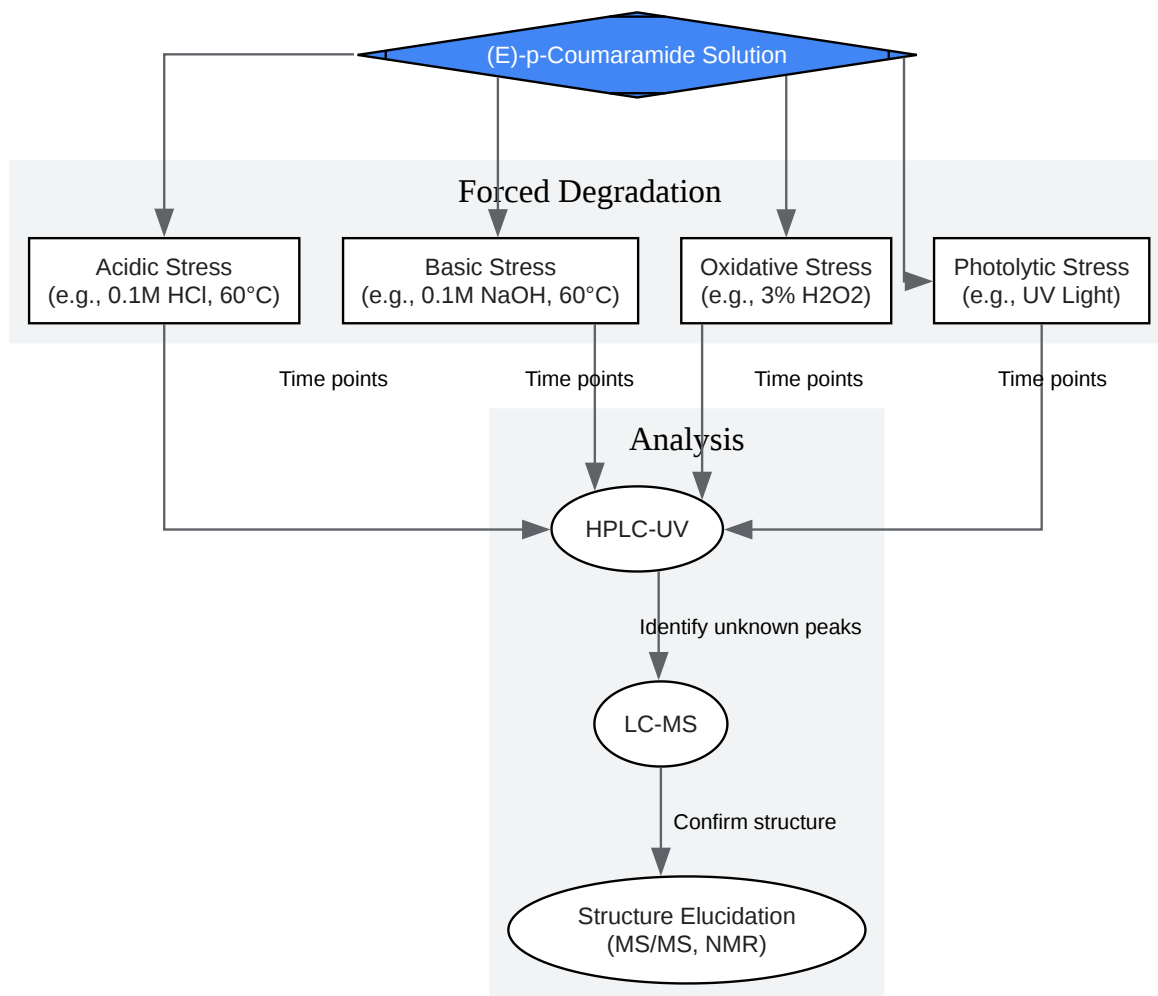 (E)-p-Coumaramide Solution
Forced Degradation
Acidic Stress
(e.g., 0.1M HCl, 60°C)
Basic Stress
(e.g., 0.1M NaOH, 60°C)
Oxidative Stress
(e.g., 3% H2O2)
Photolytic Stress
(e.g., UV Light)
Time points
Time points
Time points
Time points
Analysis
HPLC-UV
Identify unknown peaks
LC-MS
Confirm structure
Structure Elucidation
(MS/MS, NMR)